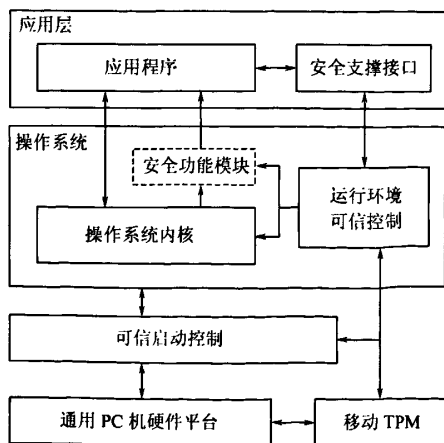 应用层
应用程序
安全支撑接口
操作系统
安全功能模块
运行环境
可信控制
操作系统内核
可信启动控制
通用 PC 机硬件平台
移动 TPM